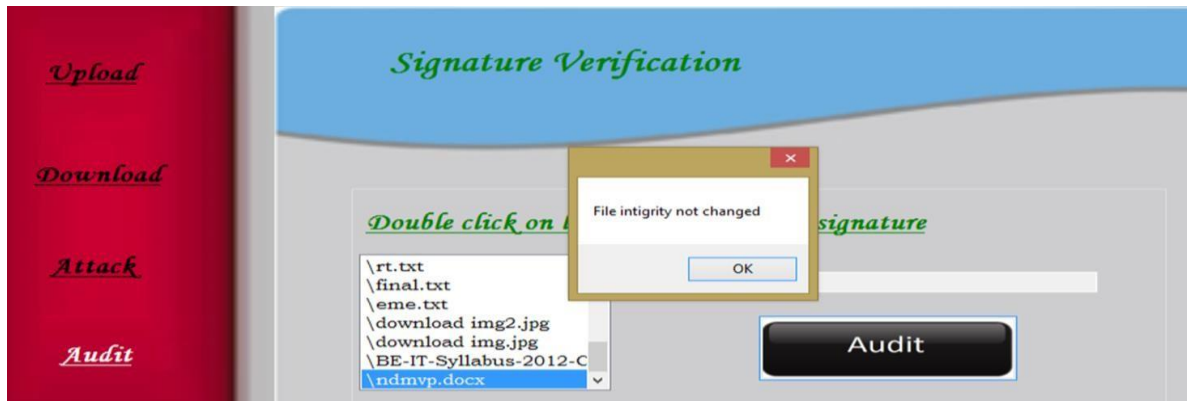 Upload
Download
Attack
Audit
Signature Verification
Double click on
signature
File intigrity not changed
OK
\rt.txt
\final.txt
\eme.txt
\download img2.jpg
\download img.jpg
\BE-IT-Syllabus-2012-C
\ndmvp.docx
Audit